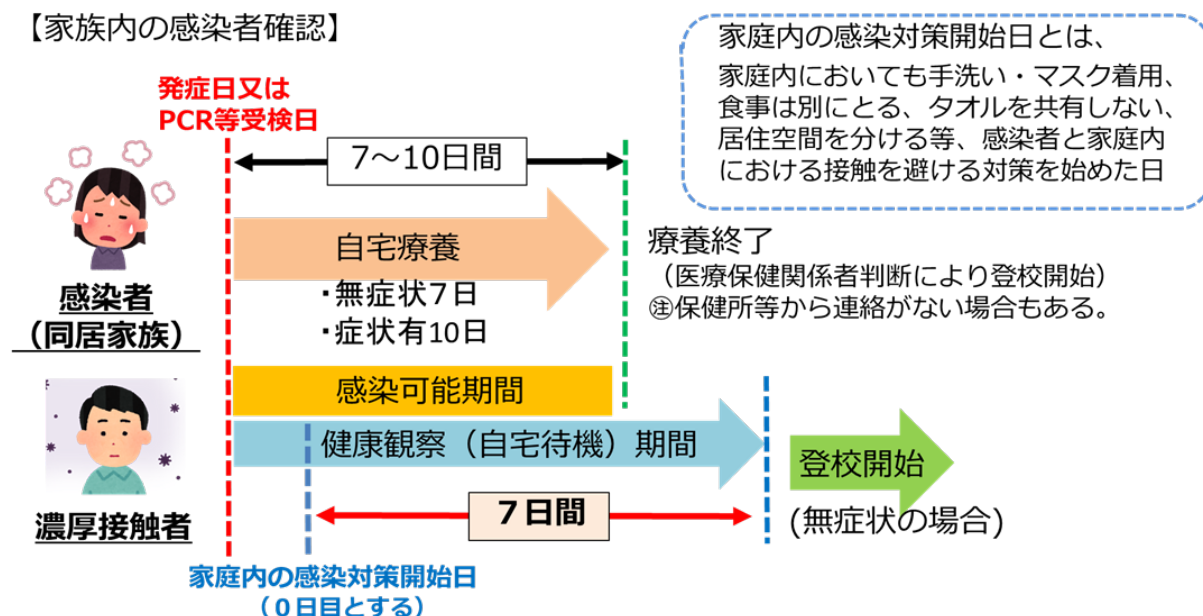 【家族内の感染者確認】
家庭内の感染対策開始日とは、
家庭内においても手洗い・マスク着用、
食事は別にとる、タオルを共有しない、
居住空間を分ける等、感染者と家庭内
における接触を避ける対策を始めた日
発症日又は
PCR等受検日
7～10日間
自宅療養
・無症状７日
・症状有10日
療養終了
（医療保健関係者判断により登校開始）
㊟保健所等から連絡がない場合もある。
感染者
（同居家族）
感染可能期間
健康観察（自宅待機）期間
登校開始
７日間
(無症状の場合)
濃厚接触者
家庭内の感染対策開始日
（０日目とする）